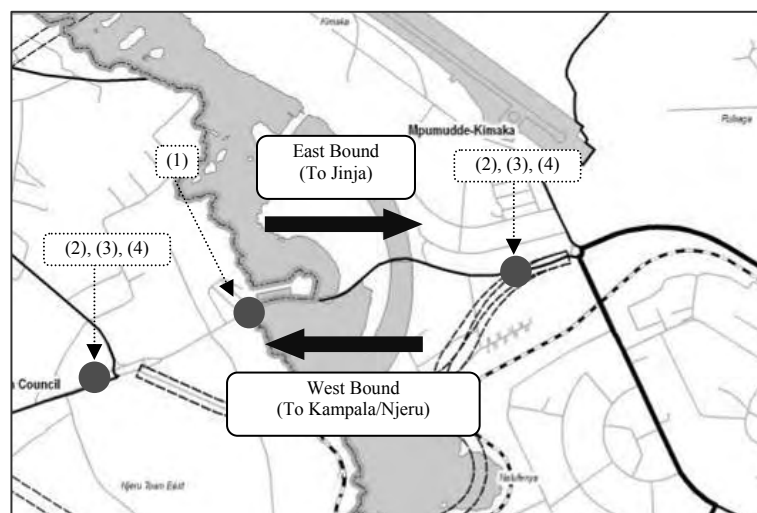 Kimaka
Mpumudde-Kimaka
Rubaga
(1)
East Bound
(To Jinja)
(2), (3), (4)
(2), (3), (4)
West Bound
(To Kampala/Njeru)
Council
Njeru Town East
Nalufenya